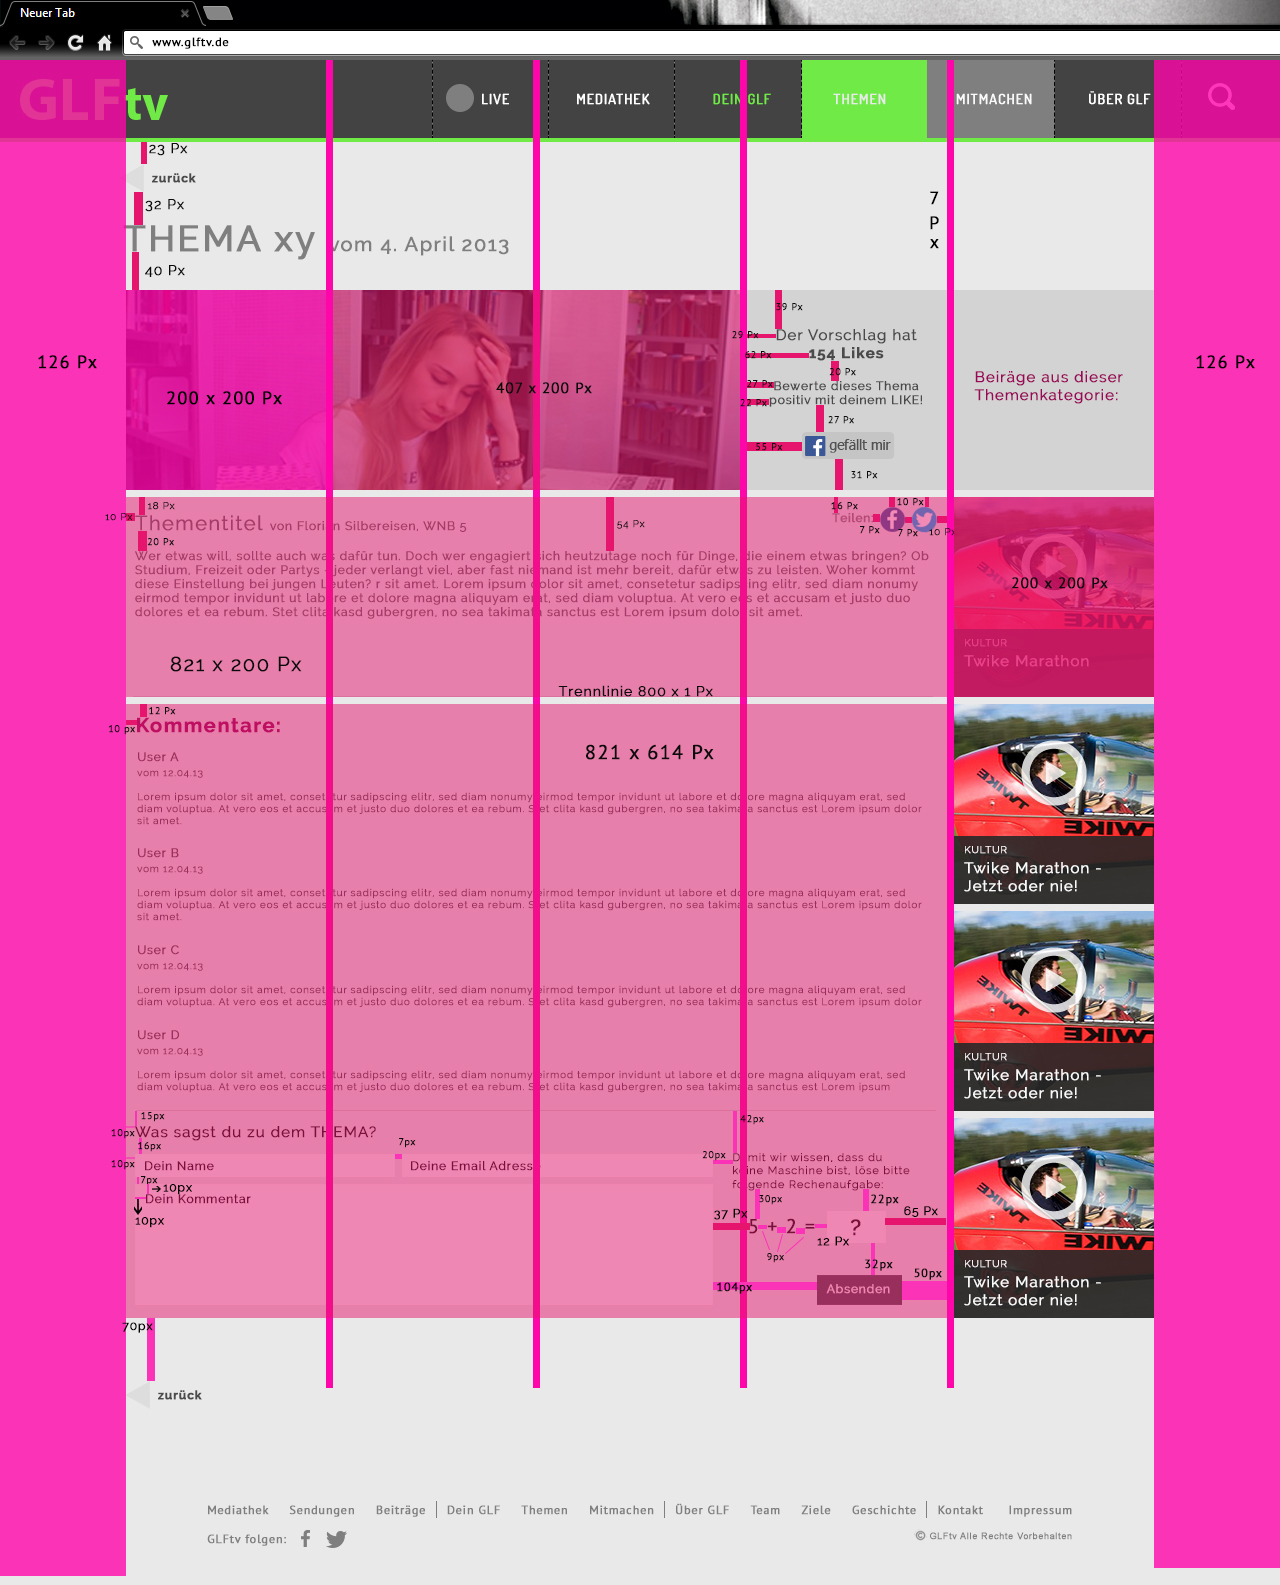 Neuer Tab
www.glftv.de
GLFtv
LIVE
MEDIATHEK
DEIN GLF
THEMEN
MITMACHEN
ÜBER GLF
23 Px
zurück
32 Px
7
P
x
THEMA xy vom 4. April 2013
40 Px
126 Px
200 x 200 Px
407 x 200 Px
39 Px
29 Px
Der Vorschlag hat
62 Px
154 Likes
20 Px
27 Px
Bewerte dieses Thema
22 Px
positiv mit deinem LIKE!
27 Px
55 Px
gefällt mir
31 Px
Beiräge aus dieser
Themenkategorie:
126 Px
18 Px
10 Px
Thementitel von Florian Silbereisen, WNB 5
20 Px
54 Px
16 Px
10 Px
Teilen:
7 Px
7 Px
10 Px
Wer etwas will, sollte auch was dafür tun. Doch wer engagiert sich heutzutage noch für Dinge, die einem etwas bringen? Ob
Studium, Freizeit oder Partys - jeder verlangt viel, aber fast niemand ist mehr bereit, dafür etwas zu leisten. Woher kommt
diese Einstellung bei jungen Leuten? r sit amet. Lorem ipsum dolor sit amet, consetetur sadipscing elitr, sed diam nonumy
eirmod tempor invidunt ut labore et dolore magna aliquyam erat, sed diam voluptua. At vero eos et accusam et justo duo
dolores et ea rebum. Stet clita kasd gubergren, no sea takimata sanctus est Lorem ipsum dolor sit amet.
821 x 200 Px
Trennlinie 800 x 1 Px
200 x 200 Px
KULTUR
Twike Marathon
12 Px
10 px
Kommentare:
821 x 614 Px
User A
vom 12.04.13
Lorem ipsum dolor sit amet, consetetur sadipscing elitr, sed diam nonumy eirmod tempor invidunt ut labore et dolore magna aliquyam erat, sed
diam voluptua. At vero eos et accusam et justo duo dolores et ea rebum. Stet clita kasd gubergren, no sea takimata sanctus est Lorem ipsum dolor
sit amet.
User B
vom 12.04.13
Lorem ipsum dolor sit amet, consetetur sadipscing elitr, sed diam nonumy eirmod tempor invidunt ut labore et dolore magna aliquyam erat, sed
diam voluptua. At vero eos et accusam et justo duo dolores et ea rebum. Stet clita kasd gubergren, no sea takimata sanctus est Lorem ipsum dolor
sit amet.
User C
vom 12.04.13
Lorem ipsum dolor sit amet, consetetur sadipscing elitr, sed diam nonumy eirmod tempor invidunt ut labore et dolore magna aliquyam erat, sed
diam voluptua. At vero eos et accusam et justo duo dolores et ea rebum. Stet clita kasd gubergren, no sea takimata sanctus est Lorem ipsum dolor
User D
vom 12.04.13
Lorem ipsum dolor sit amet, consetetur sadipscing elitr, sed diam nonumy eirmod tempor invidunt ut labore et dolore magna aliquyam erat, sed
diam voluptua. At vero eos et accusam et justo duo dolores et ea rebum. Stet clita kasd gubergren, no sea takimata sanctus est Lorem ipsum
TWIKE
TWIKE
KULTUR
Twike Marathon -
Jetzt oder nie!
TWIKE
TWIKE
KULTUR
Twike Marathon -
Jetzt oder nie!
TWIKE
TWIKE
KULTUR
Twike Marathon -
Jetzt oder nie!
15px
10px
Was sagst du zu dem THEMA?
16px
7px
10px
Dein Name
Deine Email Adresse
7px
10px
Dein Kommentar
10px
42px
20px
Damit wir wissen, dass du
keine Maschine bist, löse bitte
folgende Rechenaufgabe:
30px
22px
37 Px
65 Px
5 + 2 = ?
12 Px
9px
32px
50px
104px
Absenden
70px
zurück
Mediathek
Sendungen
Beiträge
Dein GLF
Themen
Mitmachen
Über GLF
Team
Ziele
Geschichte
Kontakt
Impressum
GLFtv folgen:
© GLFtv Alle Rechte Vorbehalten